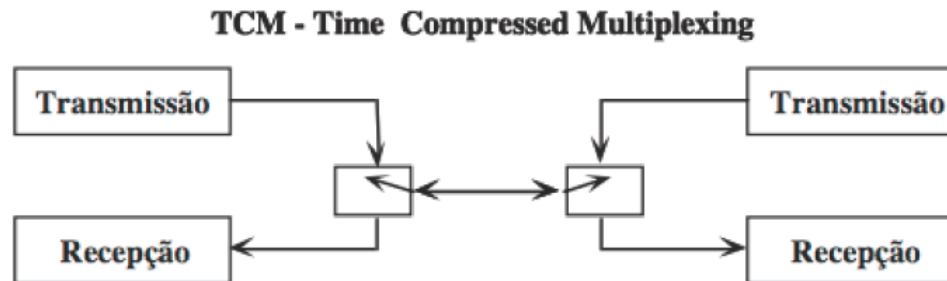 TCM - Time Compressed Multiplexing
Transmissão
Transmissão
Recepção
Recepção